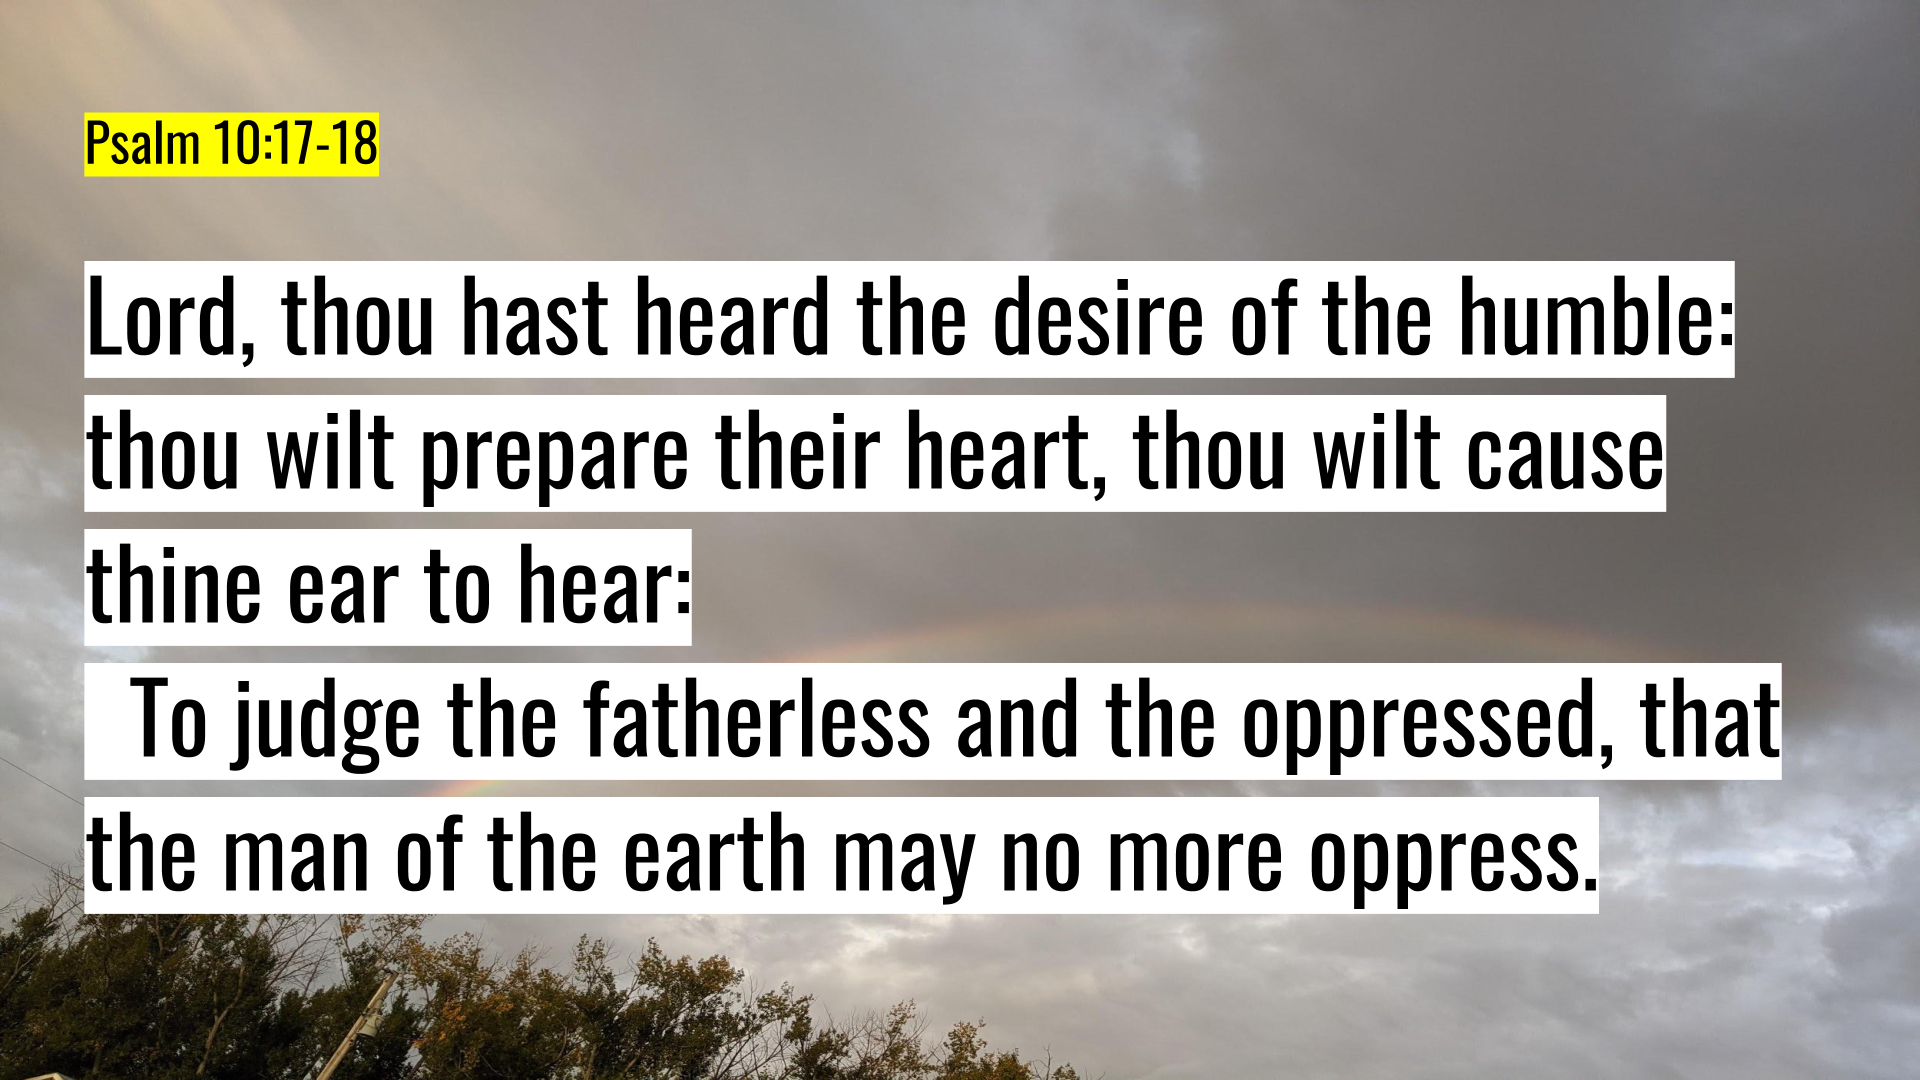 Psalm 10:17-18
Lord, thou hast heard the desire of the humble:
thou wilt prepare their heart, thou wilt cause
thine ear to hear:
To judge the fatherless and the oppressed, that
the man of the earth may no more oppress.